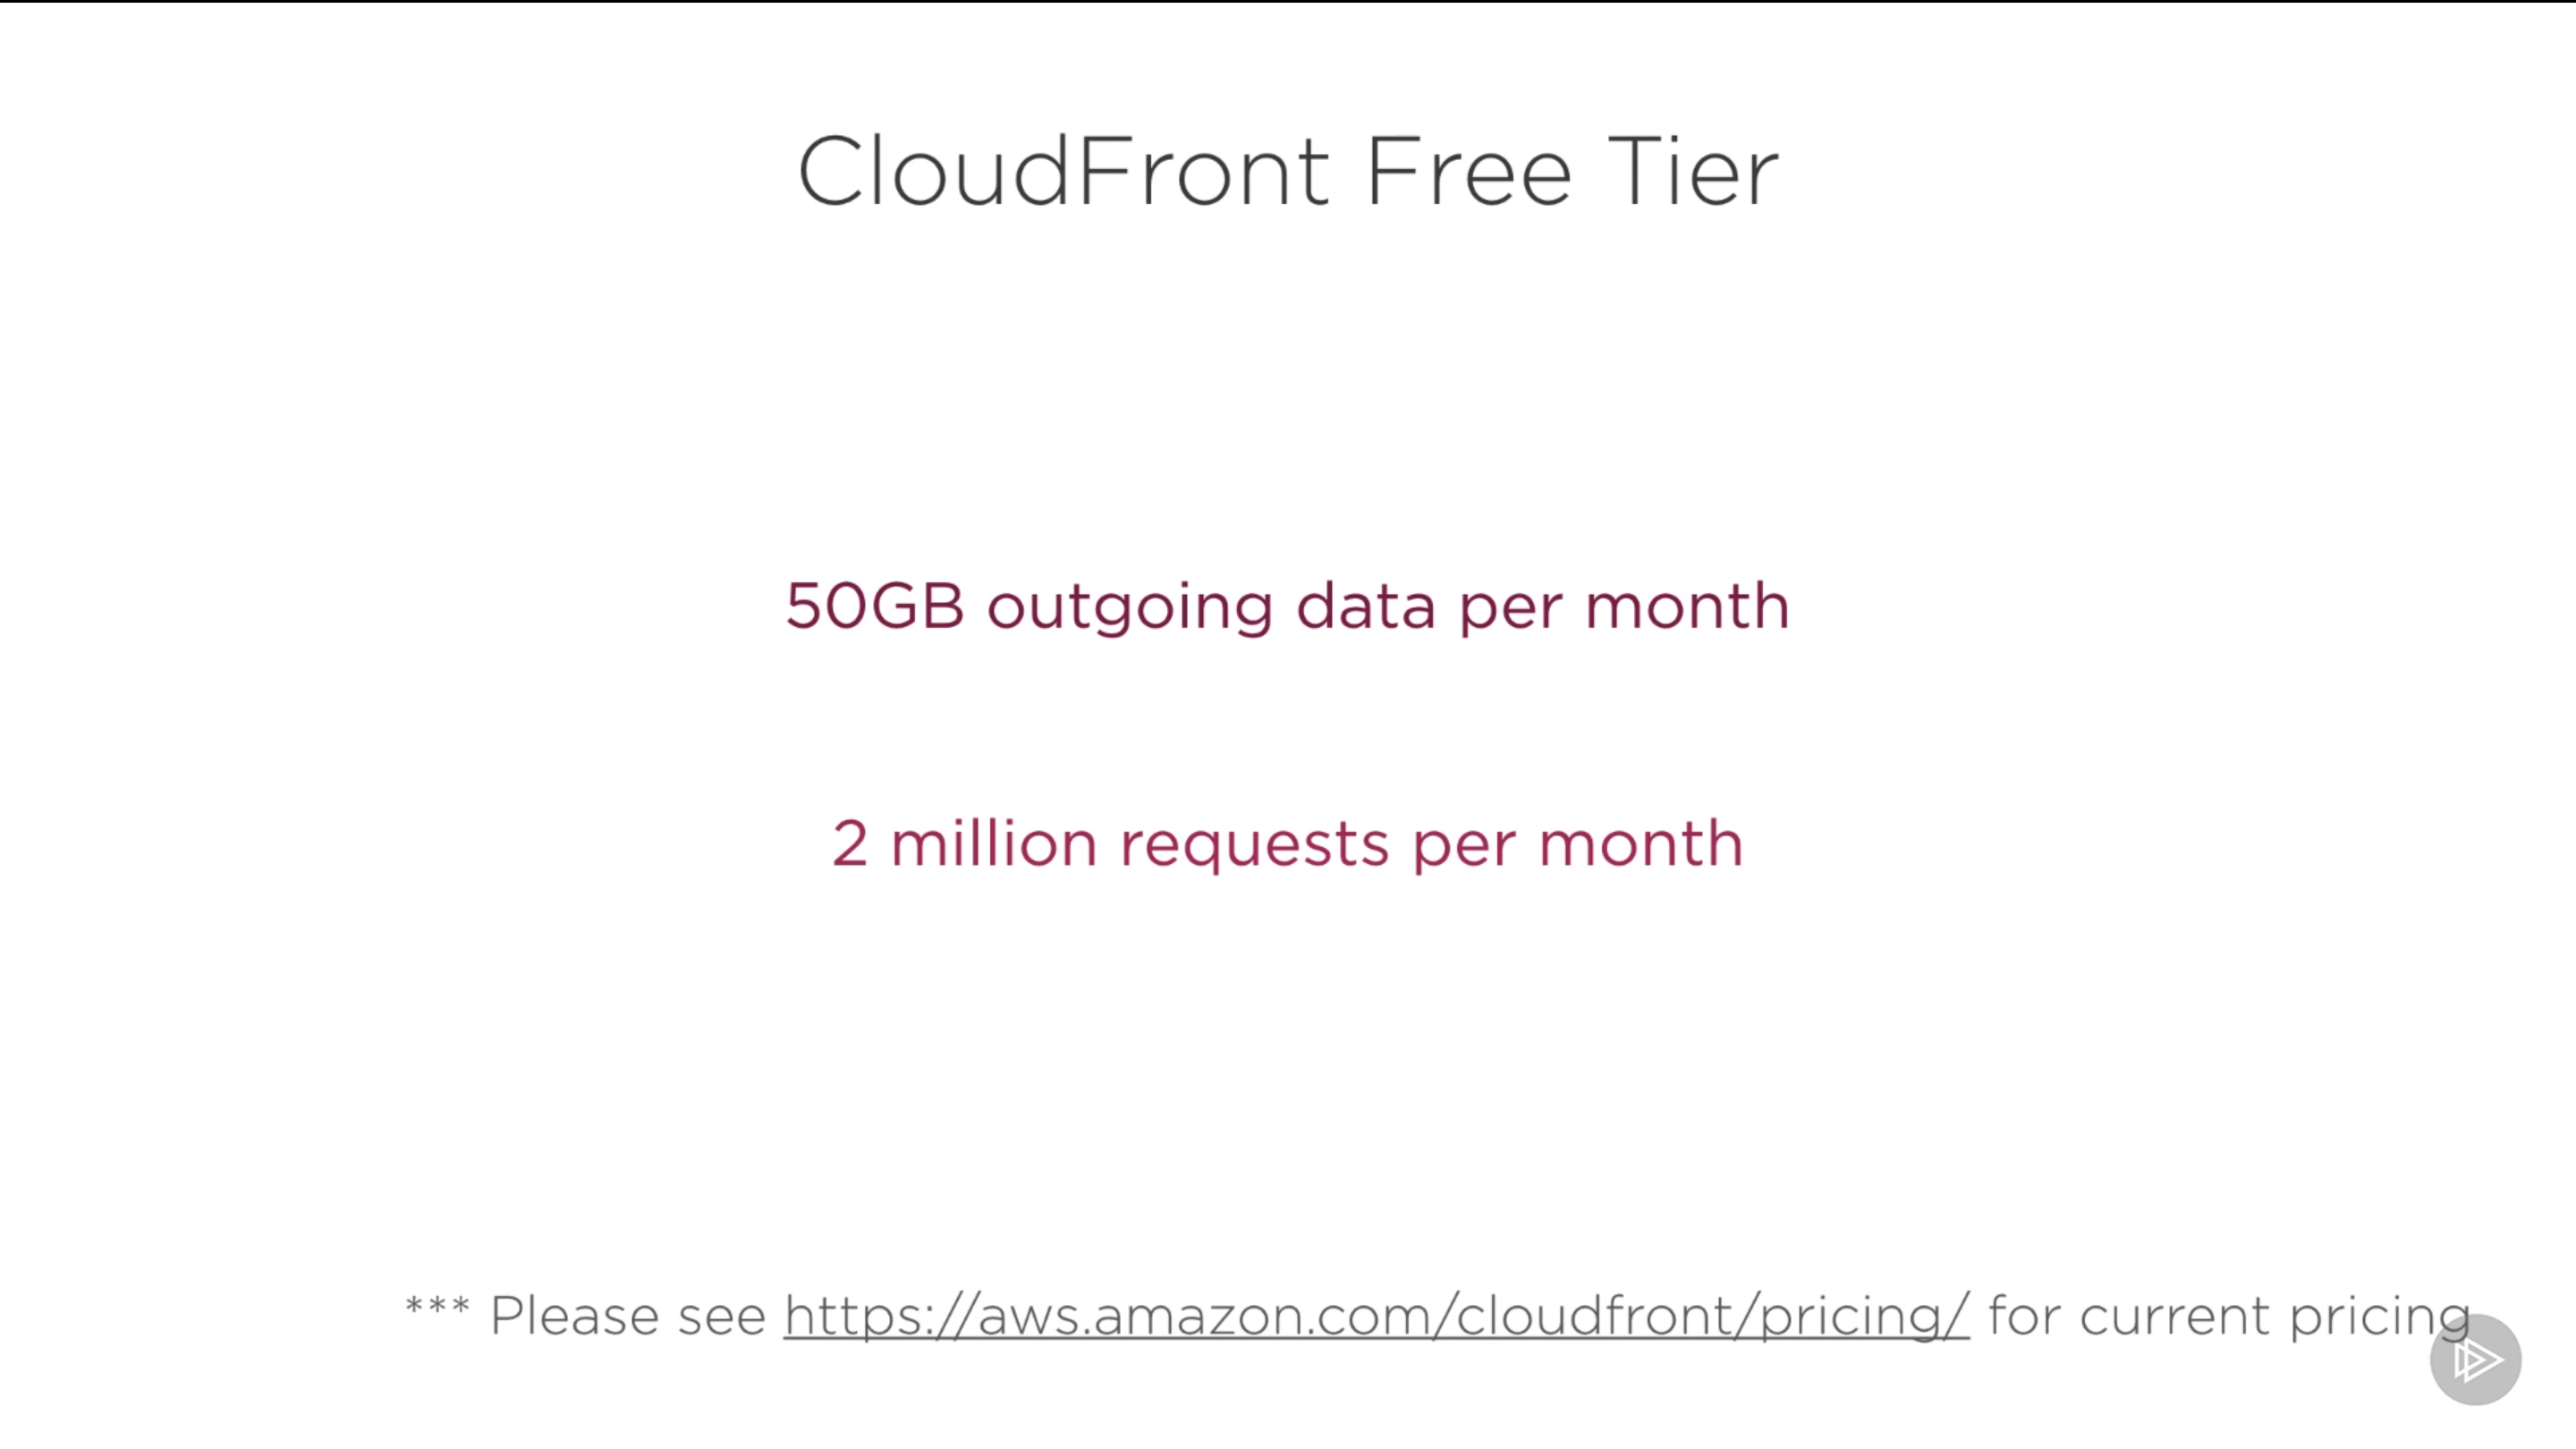 CloudFront Free Tier
50GB outgoing data per month
2 million requests per month
*** Please see https://aws.amazon.com/cloudfront/pricing/ for current pricing